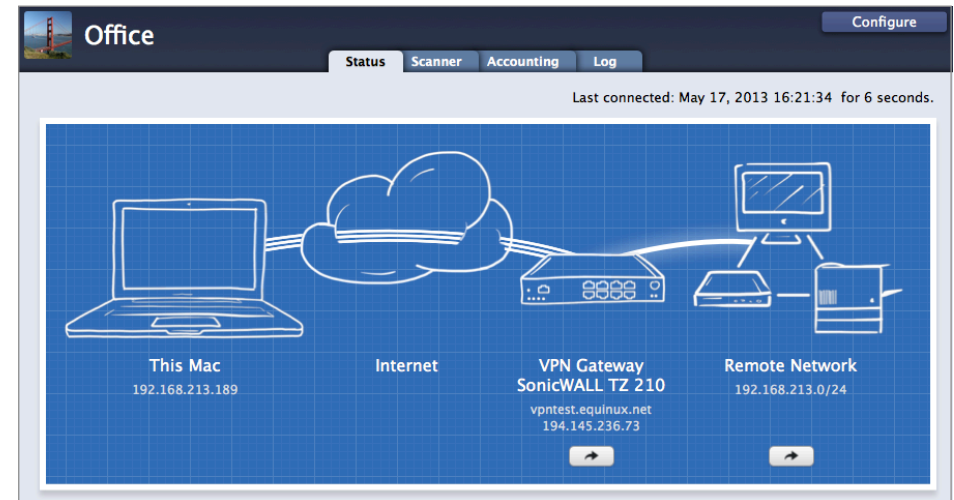 Office
Configure
Status Scanner Accounting Log
Last connected: May 17, 2013 16:21:34 for 6 seconds.
This Mac
192.168.213.189
Internet
VPN Gateway
SonicWALL TZ 210
vpntest.equinux.net
194.145.236.73
Remote Network
192.168.213.0/24